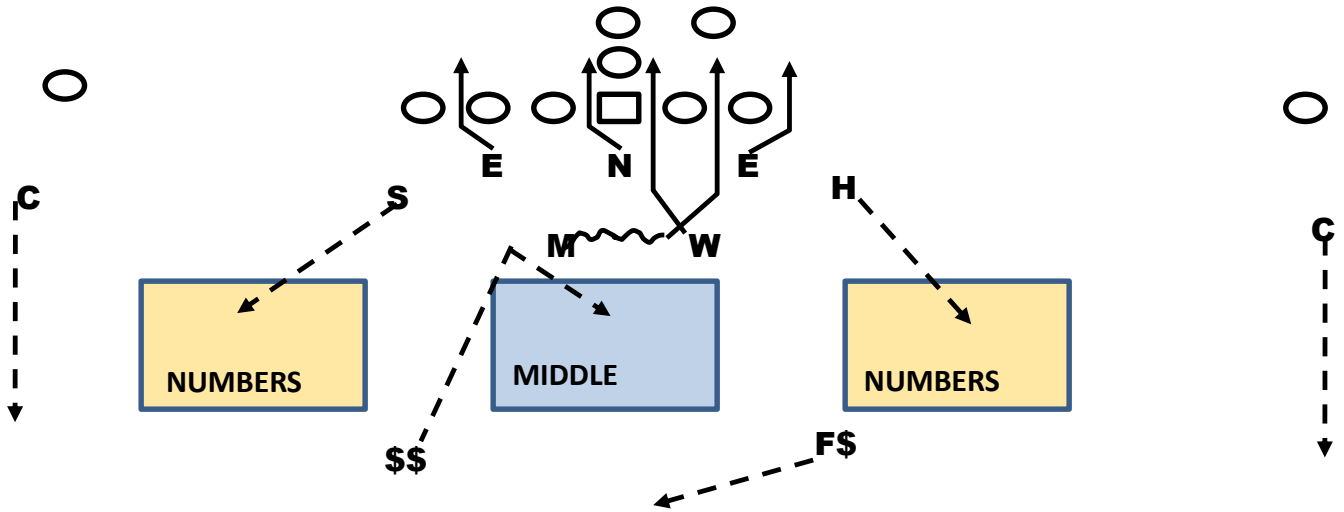 E N E
C S H
M W C
NUMBERS MIDDLE NUMBERS
$$ F$